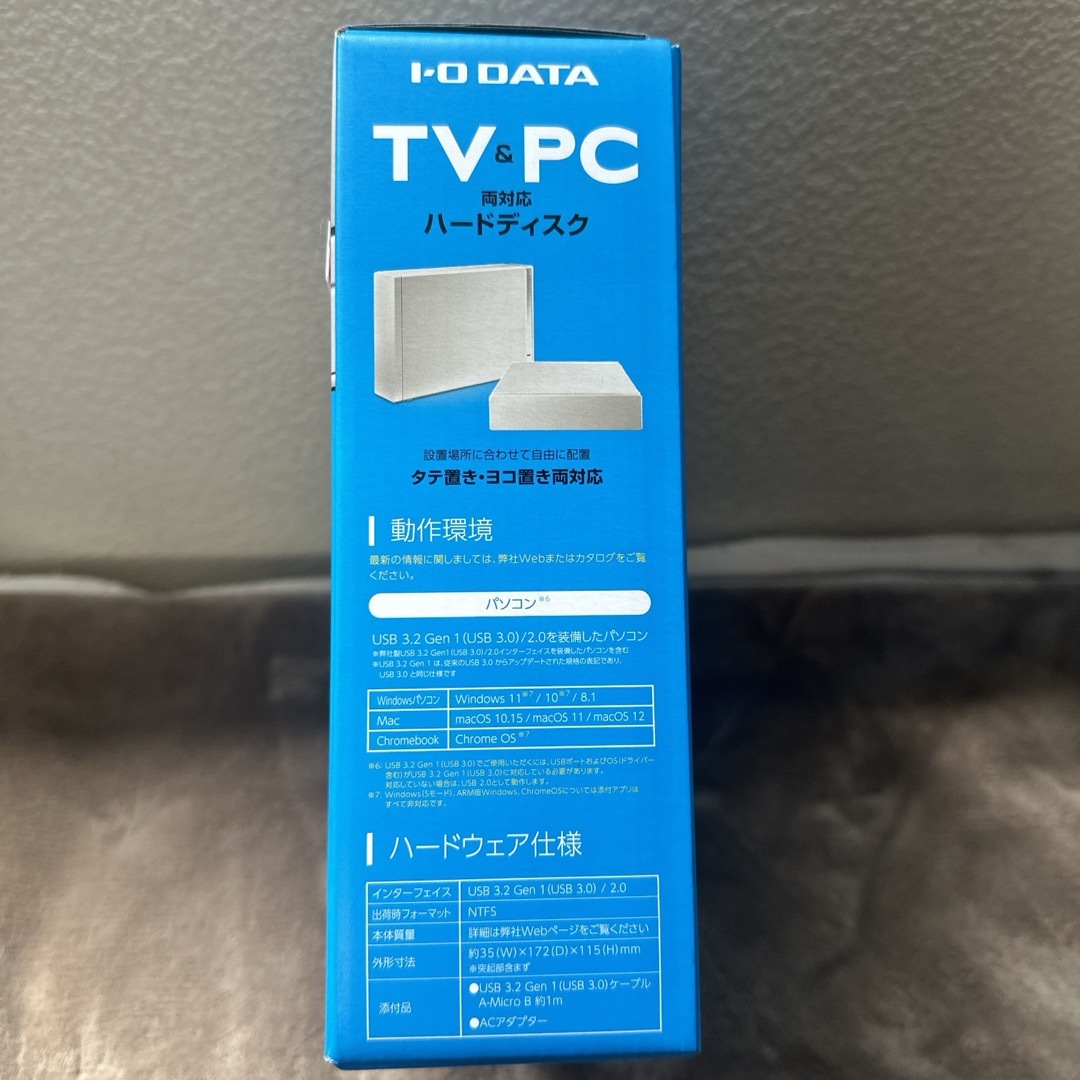 I-O DATA
TV & PC
両対応
ハードディスク
設置場所に合わせて自由に配置
タテ置き・ヨコ置き両対応
動作環境
最新の情報に関しましては、弊社Webまたはカタログをご覧
ください。
パソコン※6
USB 3.2 Gen 1(USB 3.0)/2.0を装備したパソコン
※弊社製USB 3.2 Gen1(USB 3.0)/2.0インターフェイスを装備したパソコンを含む
※USB 3.2 Gen 1 は、従来のUSB 3.0 からアップデートされた規格の表記であり、
USB 3.0 と同じ仕様です
Windowsパソコン Windows 11※7 / 10※7 / 8.1
Mac macOS 10.15 / macOS 11 / macOS 12
Chromebook Chrome OS※7
※6: USB 3.2 Gen 1(USB 3.0)でご使用いただくには、USBポートおよびOS(ドライバー
含む)がUSB 3.2 Gen 1(USB 3.0)に対応している必要があります。
対応していない場合は、USB 2.0として動作します。
※7: Windows(Sモード)、ARM版Windows、ChromeOSについては添付アプリは
すべて非対応です。
ハードウェア仕様
インターフェイス USB 3.2 Gen 1(USB 3.0) / 2.0
出荷時フォーマット NTFS
本体質量 詳細は弊社Webページをご覧ください
外形寸法 約35(W)×172(D)×115(H)mm
※突起部含まず
添付品 ●USB 3.2 Gen 1(USB 3.0)ケーブル
A-Micro B 約1m
●ACアダプター